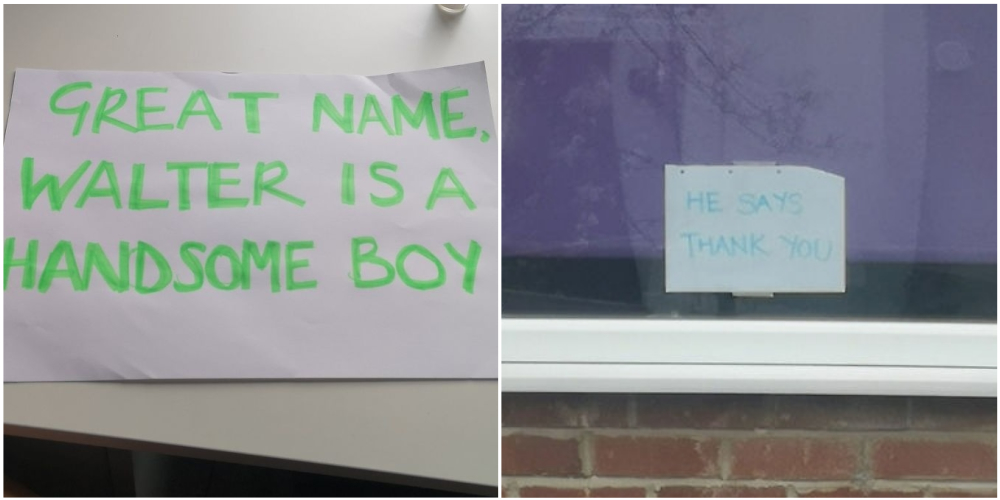 GREAT NAME,
WALTER IS A
HANDSOME BOY
HE SAYS
THANK YOU